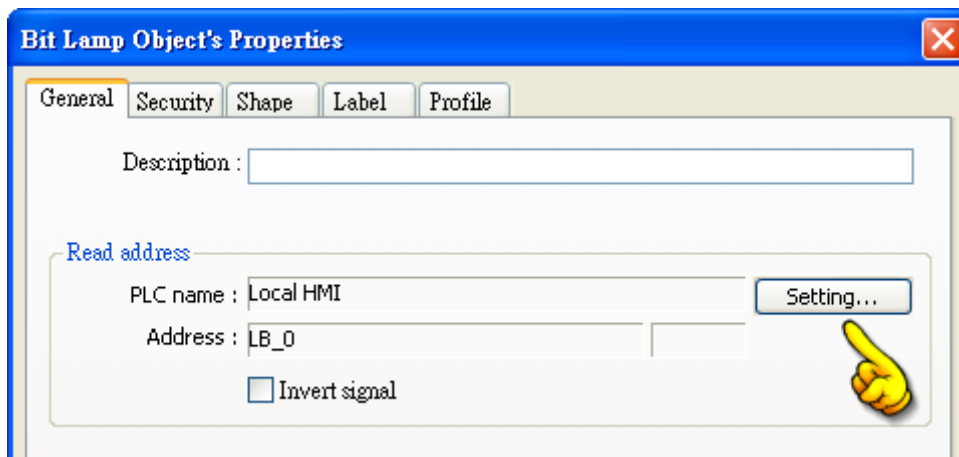 Bit Lamp Object's Properties
General Security Shape Label Profile
Description :
Read address
PLC name : Local HMI Setting...
Address : LB_0
Invert signal